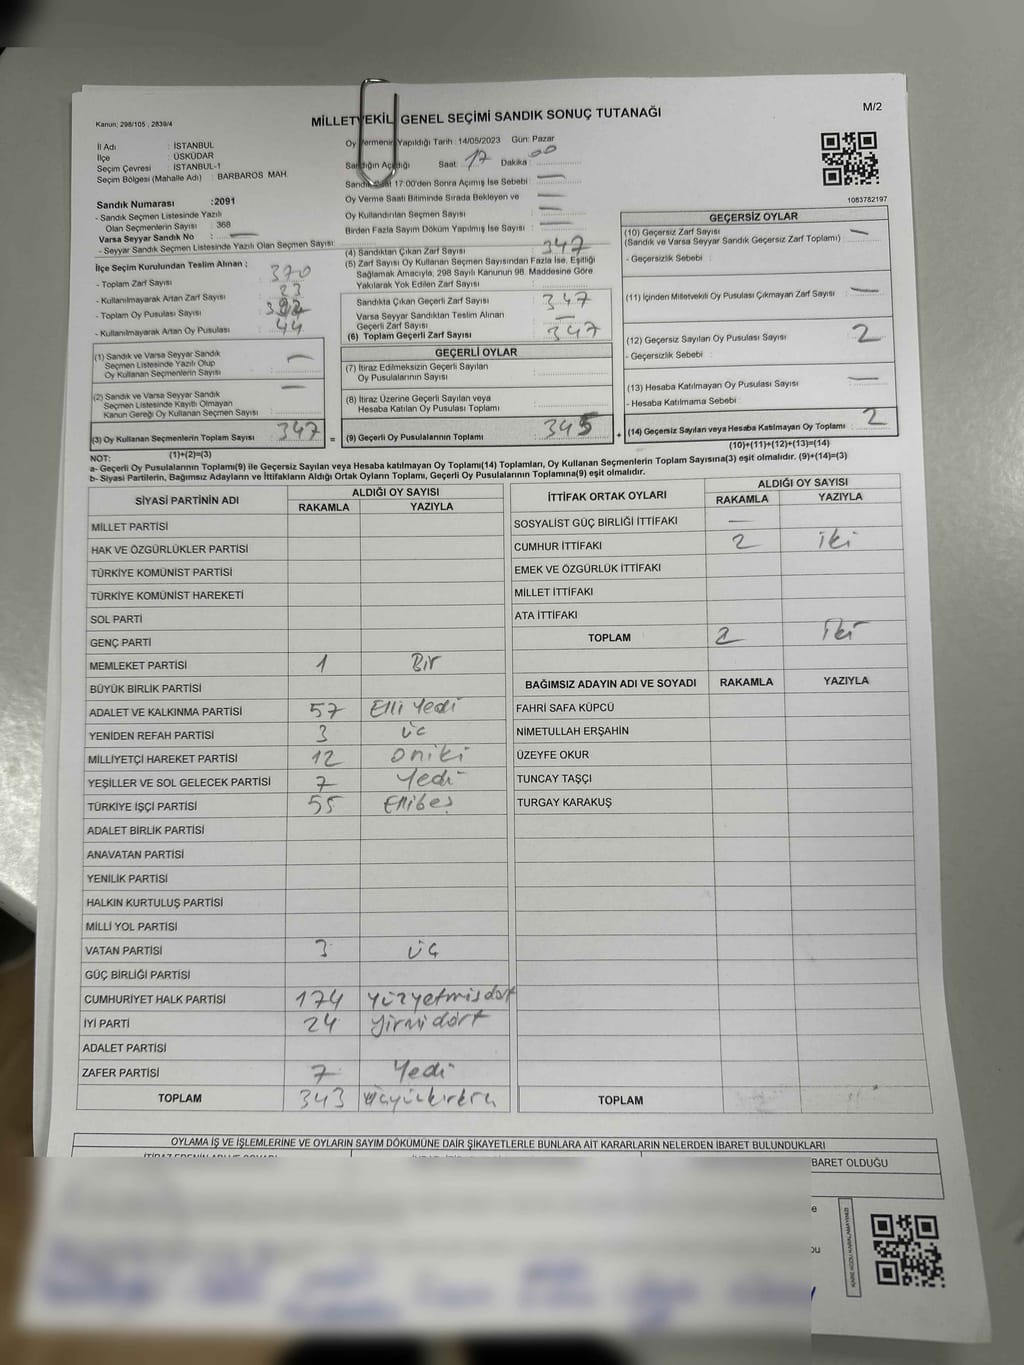 Kanun: 298/105 , 2839/4
MİLLETVEKİL GENEL SEÇİMİ SANDIK SONUÇ TUTANAĞI
M/2
İl Adı : İSTANBUL
İlçe : ÜSKÜDAR
Seçim Çevresi : İSTANBUL-1
Seçim Bölgesi (Mahalle Adı) : BARBAROS MAH.
Oy Vermenin Yapıldığı Tarih : 14/05/2023 Gün: Pazar
Sandığın Açıldığı Saat: 17 Dakika : 00
Sandık Saat 17:00'den Sonra Açımış İse Sebebi :
Oy Verme Saati Bitiminde Sırada Bekleyen ve
Oy Kullandırılan Seçmen Sayısı
Birden Fazla Sayım Döküm Yapılmış İse Sayısı :
1083782197
Sandık Numarası :2091
- Sandık Seçmen Listesinde Yazılı
Olan Seçmenlerin Sayısı : 368
Varsa Seyyar Sandık No :
- Seyyar Sandık Seçmen Listesinde Yazılı Olan Seçmen Sayısı:
İlçe Seçim Kurulundan Teslim Alınan ;
- Toplam Zarf Sayısı : 370
- Kullanılmayarak Artan Zarf Sayısı : 23
- Toplam Oy Pusulası Sayısı :
- Kullanılmayarak Artan Oy Pusulası : 44
(1) Sandık ve Varsa Seyyar Sandık
Seçmen Listesinde Yazılı Olup
Oy Kullanan Seçmenlerin Sayısı :
(2) Sandık ve Varsa Seyyar Sandık
Seçmen Listesinde Kayıtlı Olmayan
Kanun Gereği Oy Kullanan Seçmen Sayısı :
(3) Oy Kullanan Seçmenlerin Toplam Sayısı : 347 =
(1)+(2)=(3)
(4) Sandıktan Çıkan Zarf Sayısı : 347
(5) Zarf Sayısı Oy Kullanan Seçmen Sayısından Fazla İse, Eşitliği
Sağlamak Amacıyla, 298 Sayılı Kanunun 98. Maddesine Göre
Yakılarak Yok Edilen Zarf Sayısı :
Sandıkta Çıkan Geçerli Zarf Sayısı : 347
Varsa Seyyar Sandıktan Teslim Alınan
Geçerli Zarf Sayısı :
(6) Toplam Geçerli Zarf Sayısı : 347
GEÇERLİ OYLAR
(7) İtiraz Edilmeksizin Geçerli Sayılan
Oy Pusulalarının Sayısı :
(8) İtiraz Üzerine Geçerli Sayılan veya
Hesaba Katılan Oy Pusulası Toplamı :
(9) Geçerli Oy Pusulalarının Toplamı : 345 +
GEÇERSİZ OYLAR
(10) Geçersiz Zarf Sayısı :
(Sandık ve Varsa Seyyar Sandık Geçersiz Zarf Toplamı)
- Geçersizlik Sebebi :
(11) İçinden Milletvekili Oy Pusulası Çıkmayan Zarf Sayısı :
(12) Geçersiz Sayılan Oy Pusulası Sayısı : 2
- Geçersizlik Sebebi :
(13) Hesaba Katılmayan Oy Pusulası Sayısı :
- Hesaba Katılmama Sebebi :
(14) Geçersiz Sayılan veya Hesaba Katılmayan Oy Toplamı : 2
(10)+(11)+(12)+(13)=(14)
NOT:
a- Geçerli Oy Pusulalarının Toplamı(9) ile Geçersiz Sayılan veya Hesaba katılmayan Oy Toplamı(14) Toplamları, Oy Kullanan Seçmenlerin Toplam Sayısına(3) eşit olmalıdır. (9)+(14)=(3)
b- Siyasi Partilerin, Bağımsız Adayların ve İttifakların Aldığı Ortak Oyların Toplamı, Geçerli Oy Pusulalarının Toplamına(9) eşit olmalıdır.
SİYASİ PARTİNİN ADI ALDIĞI OY SAYISI
RAKAMLA YAZIYLA
MİLLET PARTİSİ
HAK VE ÖZGÜRLÜKLER PARTİSİ
TÜRKİYE KOMÜNİST PARTİSİ
TÜRKİYE KOMÜNİST HAREKETİ
SOL PARTİ
GENÇ PARTİ
MEMLEKET PARTİSİ 1 Bir
BÜYÜK BİRLİK PARTİSİ
ADALET VE KALKINMA PARTİSİ 57 Elli Yedi
YENİDEN REFAH PARTİSİ 3 üc
MİLLİYETÇİ HAREKET PARTİSİ 12 oniki
YEŞİLLER VE SOL GELECEK PARTİSİ 7 Yedi
TÜRKİYE İŞÇİ PARTİSİ 55 Ellibeş
ADALET BİRLİK PARTİSİ
ANAVATAN PARTİSİ
YENİLİK PARTİSİ
HALKIN KURTULUŞ PARTİSİ
MİLLİ YOL PARTİSİ
VATAN PARTİSİ 3 üç
GÜÇ BİRLİĞİ PARTİSİ
CUMHURİYET HALK PARTİSİ 174 yüzyetmisdort
İYİ PARTİ 24 yirmidört
ADALET PARTİSİ
ZAFER PARTİSİ 7 Yedi
TOPLAM 343
İTTİFAK ORTAK OYLARI ALDIĞI OY SAYISI
RAKAMLA YAZIYLA
SOSYALİST GÜÇ BİRLİĞİ İTTİFAKI —
CUMHUR İTTİFAKI 2 iki
EMEK VE ÖZGÜRLÜK İTTİFAKI
MİLLET İTTİFAKI
ATA İTTİFAKI
TOPLAM 2 iki
BAĞIMSIZ ADAYIN ADI VE SOYADI RAKAMLA YAZIYLA
FAHRİ SAFA KÜPCÜ
NİMETULLAH ERŞAHİN
ÜZEYFE OKUR
TUNCAY TAŞÇI
TURGAY KARAKUŞ
TOPLAM
OYLAMA İŞ VE İŞLEMLERİNE VE OYLARIN SAYIM DÖKÜMÜNE DAİR ŞİKAYETLERLE BUNLARA AİT KARARLARIN NELERDEN İBARET BULUNDUKLARI
BARET OLDUĞU